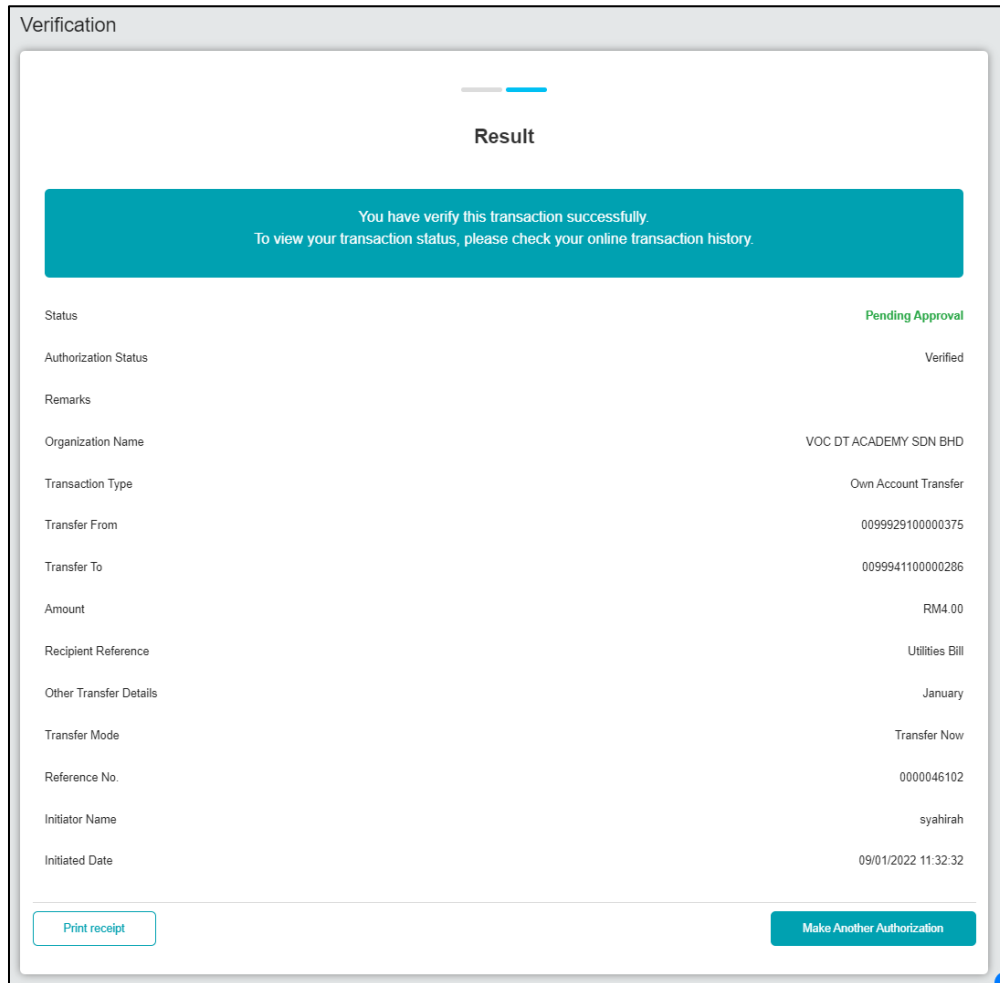 Verification
Result
You have verify this transaction successfully.
To view your transaction status, please check your online transaction history.
Status Pending Approval
Authorization Status Verified
Remarks
Organization Name VOC DT ACADEMY SDN BHD
Transaction Type Own Account Transfer
Transfer From 0099929100000375
Transfer To 0099941100000286
Amount RM4.00
Recipient Reference Utilities Bill
Other Transfer Details January
Transfer Mode Transfer Now
Reference No. 0000046102
Initiator Name syahirah
Initiated Date 09/01/2022 11:32:32
Print receipt Make Another Authorization